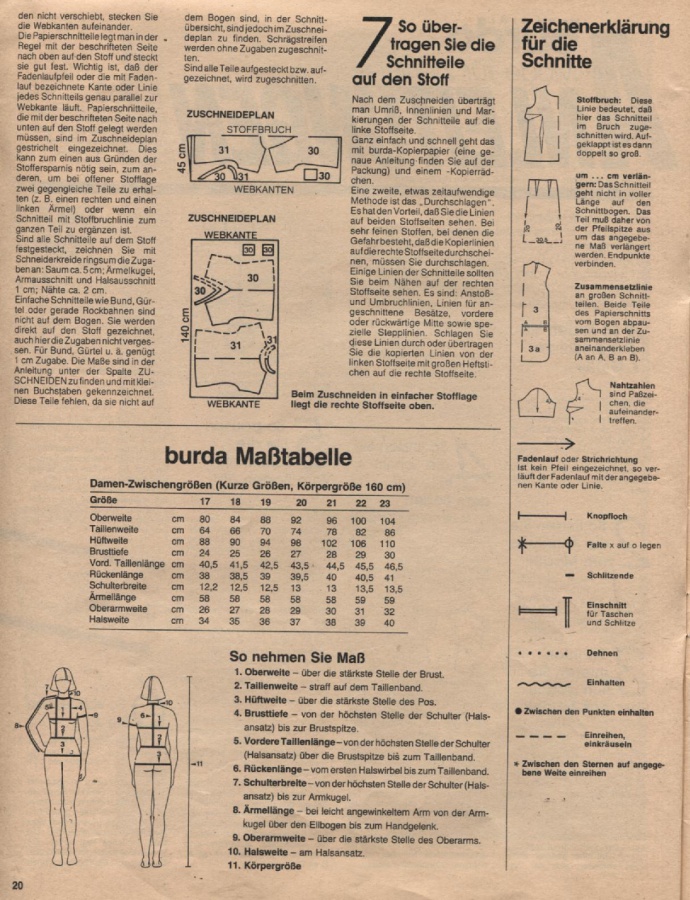 den nicht verschiebt, stecken Sie
die Webkanten aufeinander.
Die Papierschnitteile legt man in der
Regel mit der beschrifteten Seite
nach oben auf den Stoff und steckt
sie gut fest. Wichtig ist, daß der
Fadenlaufpfeil oder die mit Faden-
lauf bezeichnete Kante oder Linie
jedes Schnitteils genau parallel zur
Webkante läuft. Papierschnitteile,
die mit der beschrifteten Seite nach
unten auf den Stoff gelegt werden
müssen, sind im Zuschneideplan
gestrichelt eingezeichnet. Dies
kann zum einen aus Gründen der
Stoffersparnis nötig sein, zum an-
deren, um bei offener Stofflage
zwei gegengleiche Teile zu erhal-
ten (z. B. einen rechten und einen
linken Ärmel) oder wenn ein
Schnitteil mit Stoffbruchlinie zum
ganzen Teil zu ergänzen ist.
Sind alle Schnitteile auf dem Stoff
festgesteckt, zeichnen Sie mit
Schneiderkreide ringsum die Zuga-
ben an: Saum ca. 5 cm; Ärmelkugel,
Armausschnitt und Halsausschnitt
1 cm; Nähte ca. 2 cm.
Einfache Schnitteile wie Bund, Gür-
tel oder gerade Rockbahnen sind
nicht auf dem Bogen. Sie werden
direkt auf den Stoff gezeichnet,
auch hier die Zugaben nicht verges-
sen. Für Bund, Gürtel u. ä. genügt
1 cm Zugabe. Die Maße sind in der
Anleitung unter der Spalte ZU-
SCHNEIDEN zu finden und mit klei-
nen Buchstaben gekennzeichnet.
Diese Teile fehlen, da sie nicht auf
dem Bogen sind, in der Schnitt-
übersicht, sind jedoch im Zuschnei-
deplan zu finden. Schrägstreifen
werden ohne Zugaben zugeschnit-
ten.
Sind alle Teile aufgesteckt bzw. auf-
gezeichnet, wird zugeschnitten.
ZUSCHNEIDEPLAN
STOFFBRUCH
45 cm
31
30
30
31
30
WEBKANTEN
ZUSCHNEIDEPLAN
WEBKANTE
30
30
30
30
140 cm
31
31
WEBKANTE
7 So über-
tragen Sie die
Schnitteile
auf den Stoff
Nach dem Zuschneiden überträgt
man Umriß, Innenlinien und Mar-
kierungen der Schnitteile auf die
linke Stoffseite.
Ganz einfach und schnell geht das
mit burda-Kopierpapier (eine ge-
naue Anleitung finden Sie auf der
Packung) und einem -Kopierräd-
chen.
Eine zweite, etwas zeitaufwendige
Methode ist das „Durchschlagen".
Es hat den Vorteil, daß Sie die Linien
auf beiden Stoffseiten sehen. Bei
sehr feinen Stoffen, bei denen die
Gefahr besteht, daß die Kopierlinien
auf die rechte Stoffseite durchschei-
nen, müssen Sie durchschlagen.
Einige Linien der Schnitteile sollten
Sie beim Nähen auf der rechten
Stoffseite sehen. Es sind: Anstoß-
und Umbruchlinien, Linien für an-
geschnittene Besätze, vordere
oder rückwärtige Mitte sowie spe-
zielle Slapplinien. Schlagen Sie
diese Linien durch oder übertragen
Sie die kopierten Linien von der
linken Stoffseite mit großen Heftsti-
chen auf die rechte Stoffseite.
Beim Zuschneiden in einfacher Stofflage
liegt die rechte Stoffseite oben.
Zeichenerklärung
für die
Schnitte
Stoffbruch: Diese
Linie bedeutet, daß
hier das Schnitteil
im Bruch zuge-
schnitten wird. Auf-
geklappt ist es dann
doppelt so groß.
um ... cm verlän-
gern: Das Schnitteil
geht nicht in voller
Länge auf den
Schnittbogen. Das
Teil muß daher von
der Pfeilspitze aus
um das angegebe-
ne Maß verlängert
werden. Endpunkte
verbinden.
Zusammensetzlinie
an großen Schnitt-
teilen. Beide Teile
des Papierschnitts
vom Bogen abpau-
sen und an der Zu-
sammensetzlinie
aneinanderkleben
(A an A, B an B).
3
3a
Nahtzahlen
sind Paßzei-
chen, die
aufeinander-
treffen.
Fadenlauf oder Strichrichtung
Ist kein Pfeil eingezeichnet, so ver-
läuft der Fadenlauf mit der angegebe-
nen Kante oder Linie.
Knopfloch
Falte x auf o legen
Schlitzende
Einschnitt
für Taschen
und Schlitze
Dehnen
Einhalten
● Zwischen den Punkten einhalten
Einreihen,
einkräuseln
* Zwischen den Sternen auf angege-
bene Weite einreihen
burda Maßtabelle
Damen-Zwischengrößen (Kurze Größen, Körpergröße 160 cm)
Größe 17 18 19 20 21 22 23
Oberweite cm 80 84 88 92 96 100 104
Taillenweite cm 64 66 70 74 78 82 86
Hüftweite cm 88 90 94 98 102 106 110
Brusttiefe cm 24 25 26 27 28 29 30
Vord. Taillenlänge cm 40,5 41,5 42,5 43,5 44,5 45,5 46,5
Rückenlänge cm 38 38,5 39 39,5 40 40,5 41
Schulterbreite cm 12,2 12,5 12,5 13 13 13,5 13,5
Ärmellänge cm 58 58 58 58 58 59 59
Oberarmweite cm 26 27 28 29 30 31 32
Halsweite cm 34 35 36 37 38 39 40
So nehmen Sie Maß
1. Oberweite – über die stärkste Stelle der Brust.
2. Taillenweite – straff auf dem Taillenband.
3. Hüftweite – über die stärkste Stelle des Pos.
4. Brusttiefe – von der höchsten Stelle der Schulter (Hals-
ansatz) bis zur Brustspitze.
5. Vordere Taillenlänge – von der höchsten Stelle der Schulter
(Halsansatz) über die Brustspitze bis zum Taillenband.
6. Rückenlänge – vom ersten Halswirbel bis zum Taillenband.
7. Schulterbreite – von der höchsten Stelle der Schulter (Hals-
ansatz) bis zur Armkugel.
8. Ärmellänge – bei leicht angewinkeltem Arm von der Arm-
kugel über den Ellbogen bis zum Handgelenk.
9. Oberarmweite – über die stärkste Stelle des Oberarms.
10. Halsweite – am Halsansatz.
11. Körpergröße
20